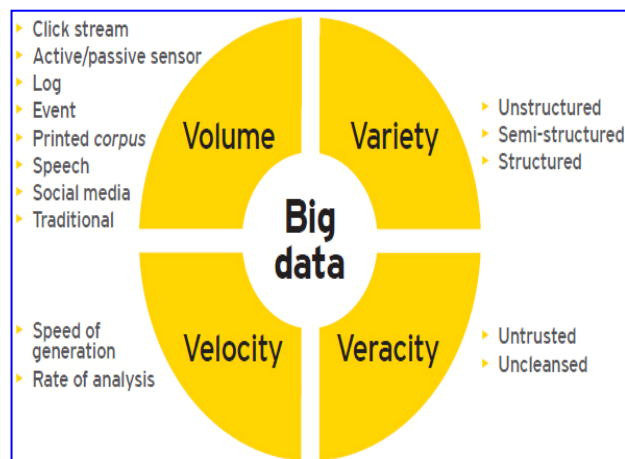 Click stream
Active/passive sensor
Log
Event
Printed corpus
Speech
Social media
Traditional
Volume
Variety
Unstructured
Semi-structured
Structured
Big
data
Speed of
generation
Rate of analysis
Velocity
Veracity
Untrusted
Uncleansed